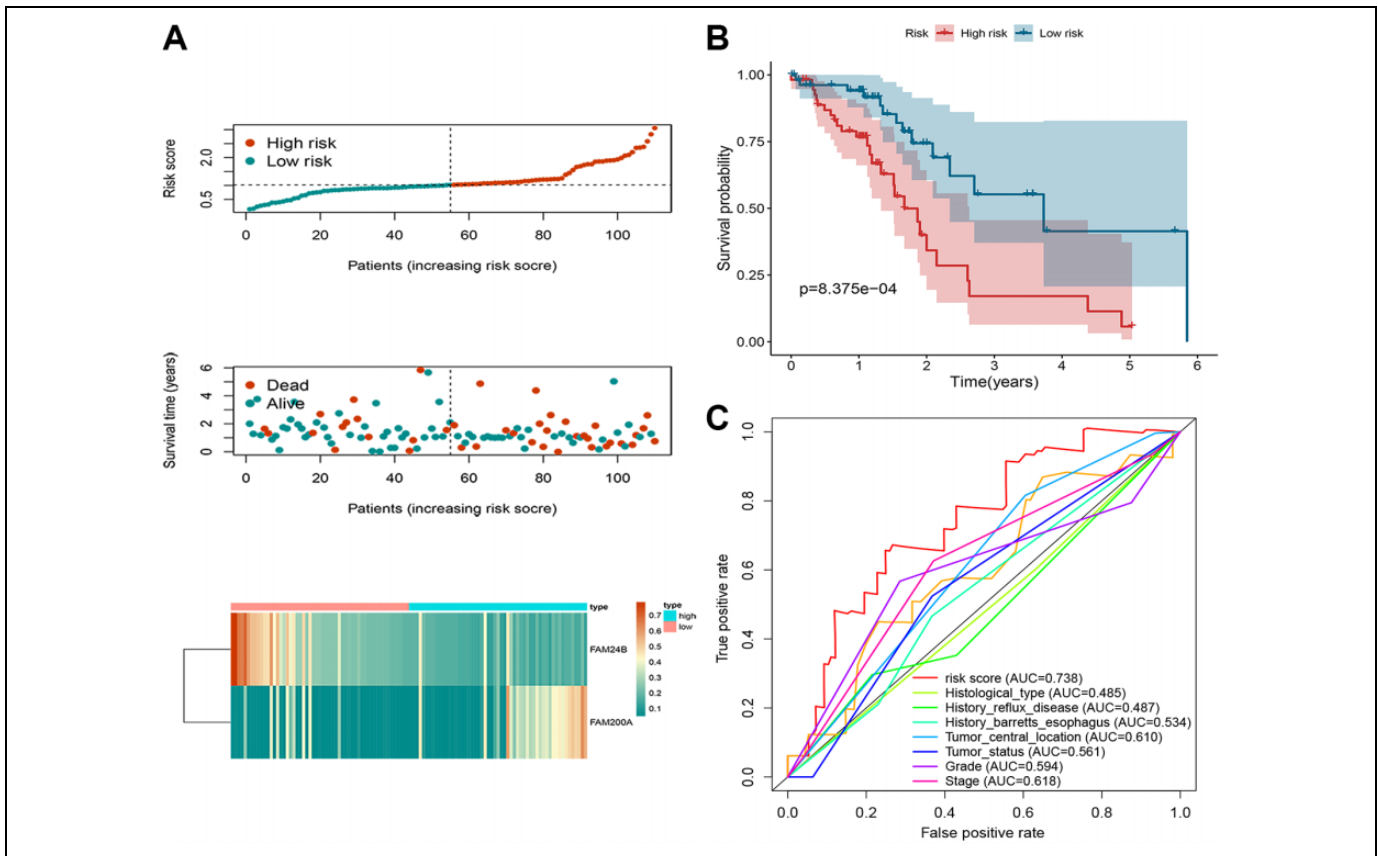 A
High risk
Low risk
Risk score
2.0
0.5
0 20 40 60 80 100
Patients (increasing risk socre)
Survival time (years)
6
4
2
0
Dead
Alive
0 20 40 60 80 100
Patients (increasing risk socre)
type
FAM24B
FAM200A
0.7
0.6
0.5
0.4
0.3
0.2
0.1
type
high
low
B
Risk High risk Low risk
Survival probability
1.00
0.75
0.50
0.25
0.00
p=8.375e−04
0 1 2 3 4 5 6
Time(years)
C
True positive rate
1.0
0.8
0.6
0.4
0.2
0.0
risk score (AUC=0.738)
Histological_type (AUC=0.485)
History_reflux_disease (AUC=0.487)
History_barretts_esophagus (AUC=0.534)
Tumor_central_location (AUC=0.610)
Tumor_status (AUC=0.561)
Grade (AUC=0.594)
Stage (AUC=0.618)
0.0 0.2 0.4 0.6 0.8 1.0
False positive rate